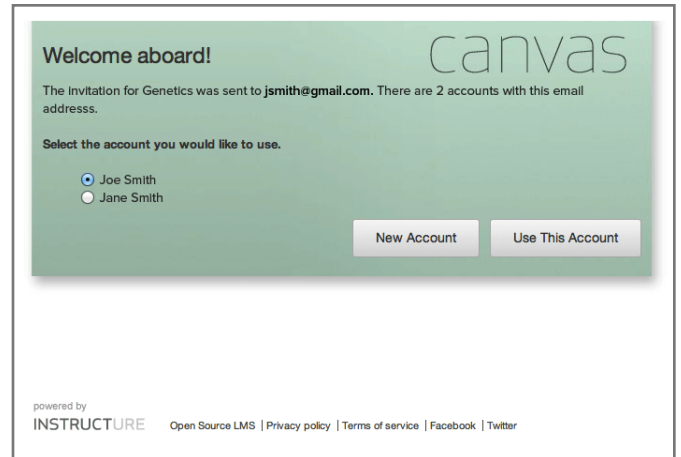 canvas
Welcome aboard!
The invitation for Genetics was sent to jsmith@gmail.com. There are 2 accounts with this email
addresss.
Select the account you would like to use.
Joe Smith
Jane Smith
New Account Use This Account
powered by
INSTRUCTURE Open Source LMS | Privacy policy | Terms of service | Facebook | Twitter